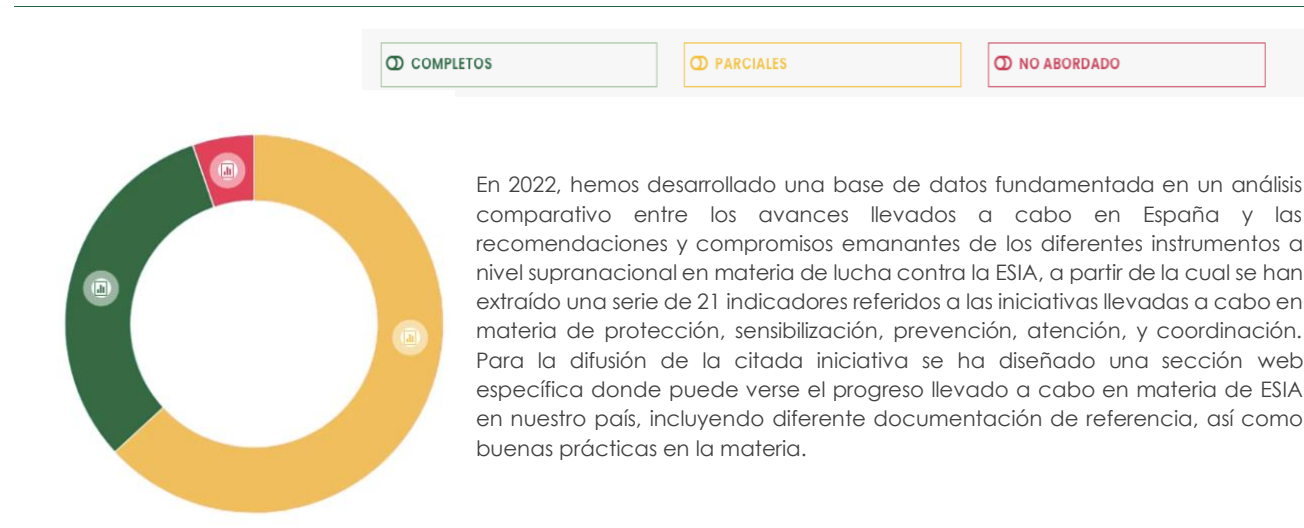 COMPLETOS
PARCIALES
NO ABORDADO
En 2022, hemos desarrollado una base de datos fundamentada en un análisis
comparativo entre los avances llevados a cabo en España y las
recomendaciones y compromisos emanantes de los diferentes instrumentos a
nivel supranacional en materia de lucha contra la ESIA, a partir de la cual se han
extraído una serie de 21 indicadores referidos a las iniciativas llevadas a cabo en
materia de protección, sensibilización, prevención, atención, y coordinación.
Para la difusión de la citada iniciativa se ha diseñado una sección web
específica donde puede verse el progreso llevado a cabo en materia de ESIA
en nuestro país, incluyendo diferente documentación de referencia, así como
buenas prácticas en la materia.